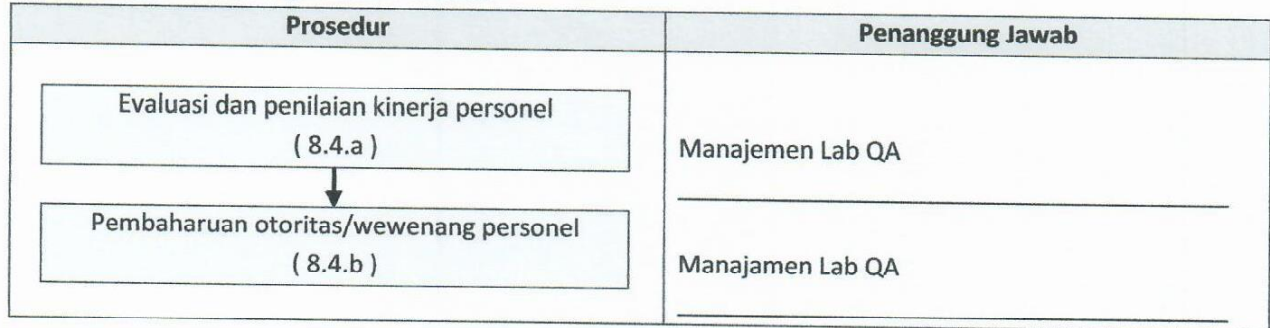 Prosedur
Penanggung Jawab
Evaluasi dan penilaian kinerja personel
( 8.4.a )
Manajemen Lab QA
Pembaharuan otoritas/wewenang personel
( 8.4.b )
Manajamen Lab QA